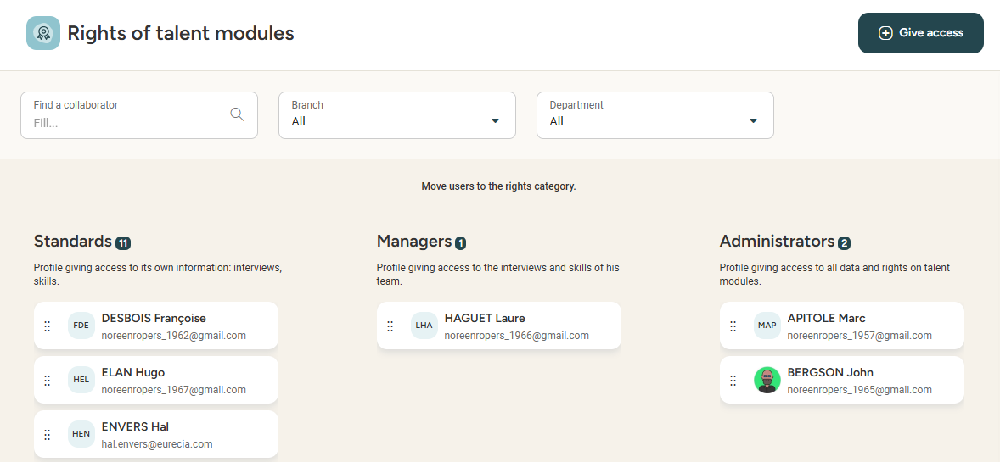 Rights of talent modules
Give access
Find a collaborator
Fill...
Branch
All
Department
All
Move users to the rights category.
Standards 11
Profile giving access to its own information: interviews,
skills.
FDE
DESBOIS Françoise
noreenropers_1962@gmail.com
HEL
ELAN Hugo
noreenropers_1967@gmail.com
HEN
ENVERS Hal
hal.envers@eurecia.com
Managers 1
Profile giving access to the interviews and skills of his
team.
LHA
HAGUET Laure
noreenropers_1966@gmail.com
Administrators 2
Profile giving access to all data and rights on talent
modules.
MAP
APITOLE Marc
noreenropers_1957@gmail.com
BERGSON John
noreenropers_1965@gmail.com